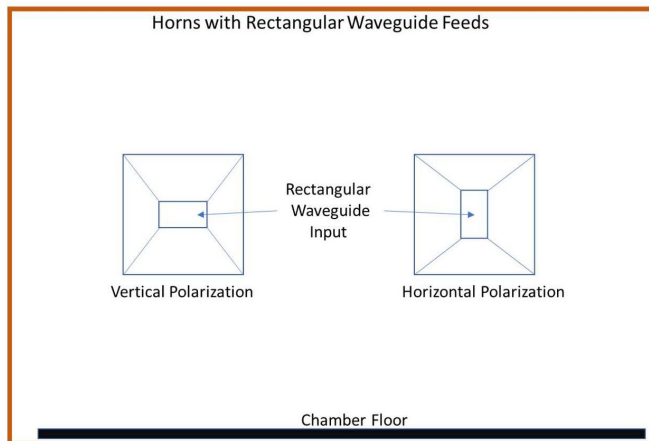 Horns with Rectangular Waveguide Feeds
Rectangular
Waveguide
Input
Vertical Polarization
Horizontal Polarization
Chamber Floor